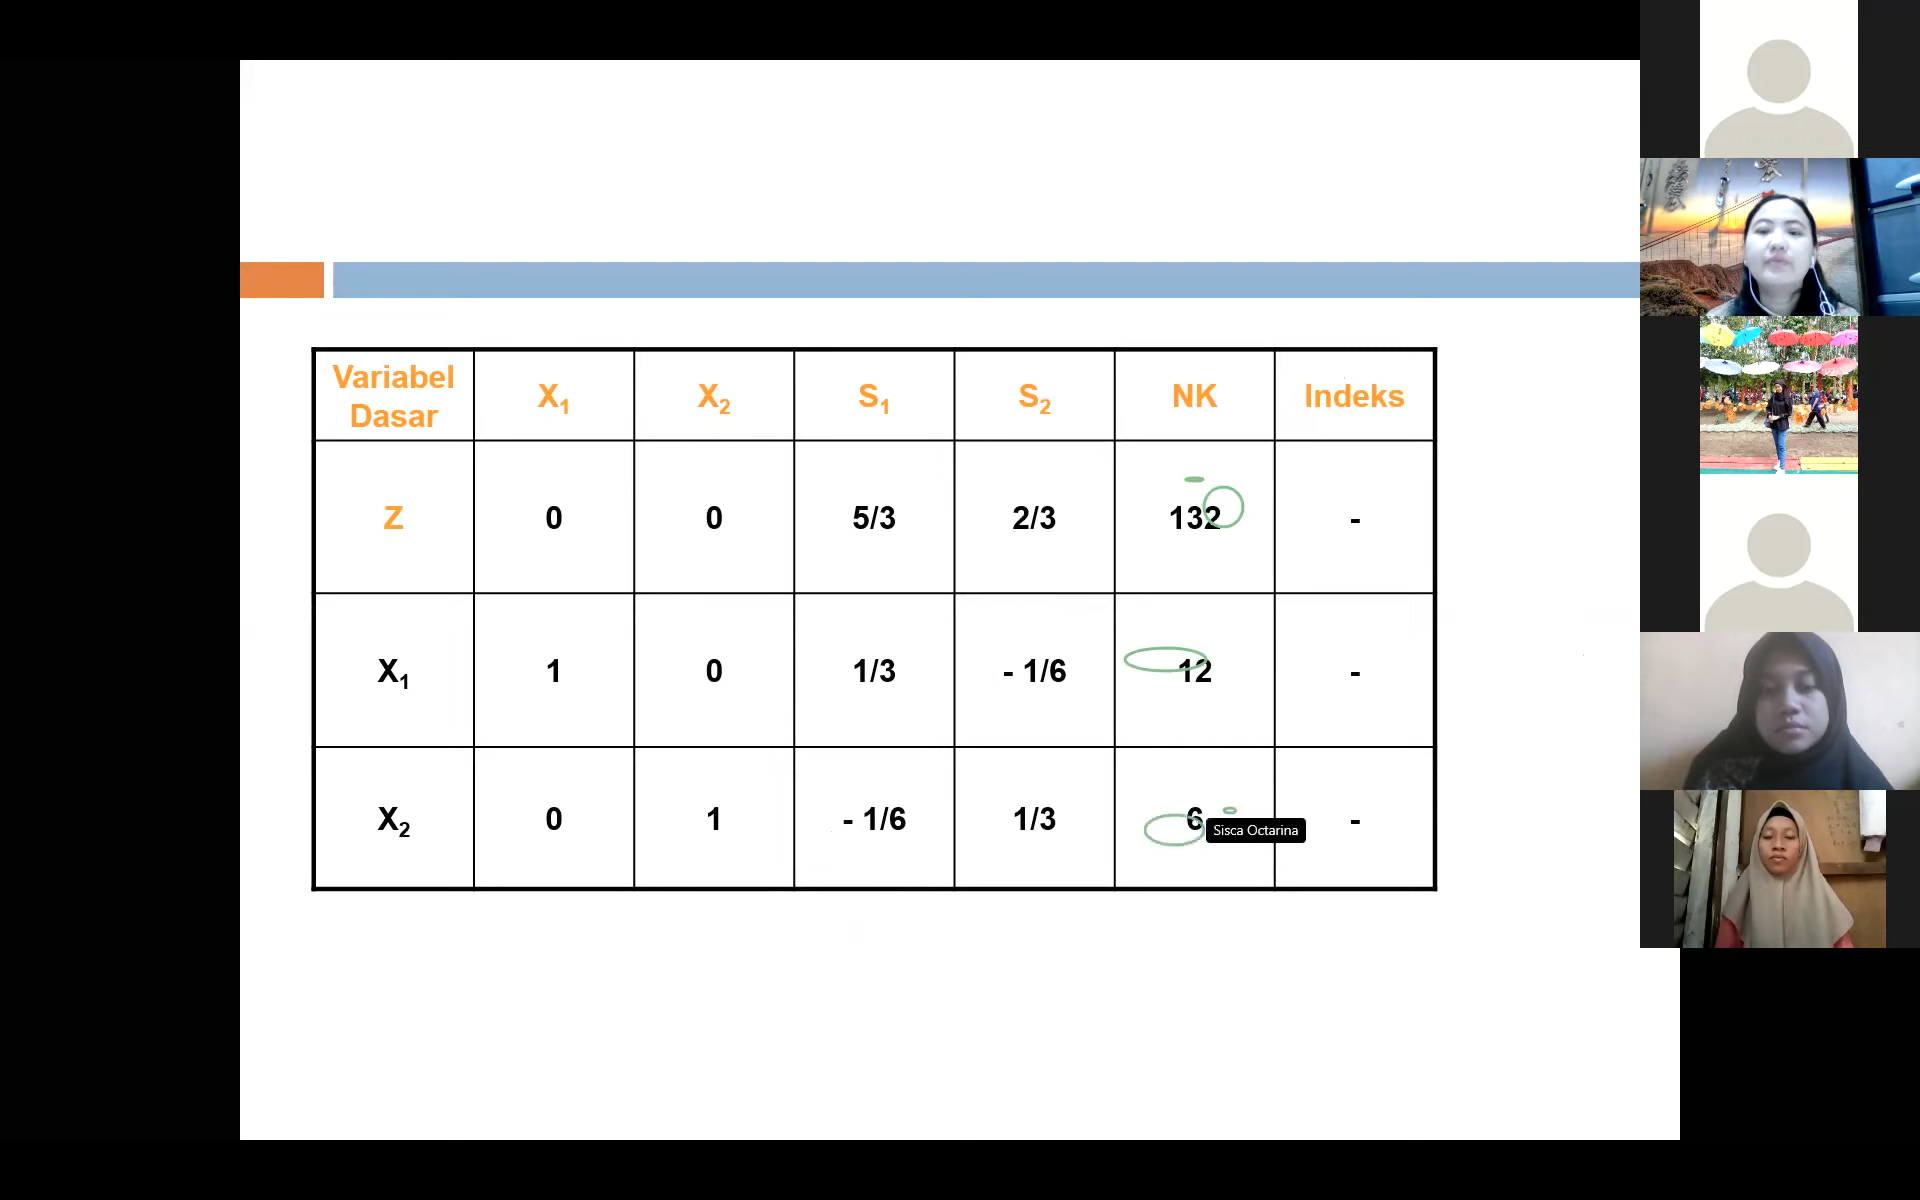 Variabel Dasar X₁ X₂ S₁ S₂ NK Indeks
Z 0 0 5/3 2/3 132 -
X₁ 1 0 1/3 - 1/6 12 -
X₂ 0 1 - 1/6 1/3 6 -
Sisca Octarina